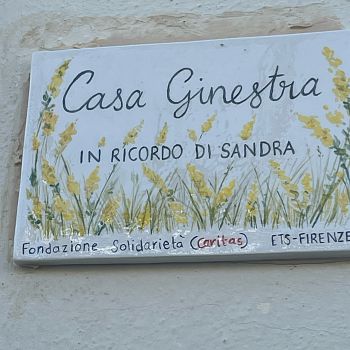 Casa Ginestra
IN RICORDO DI SANDRA
Fondazione Solidarietà (Caritas) ETS-FIRENZE